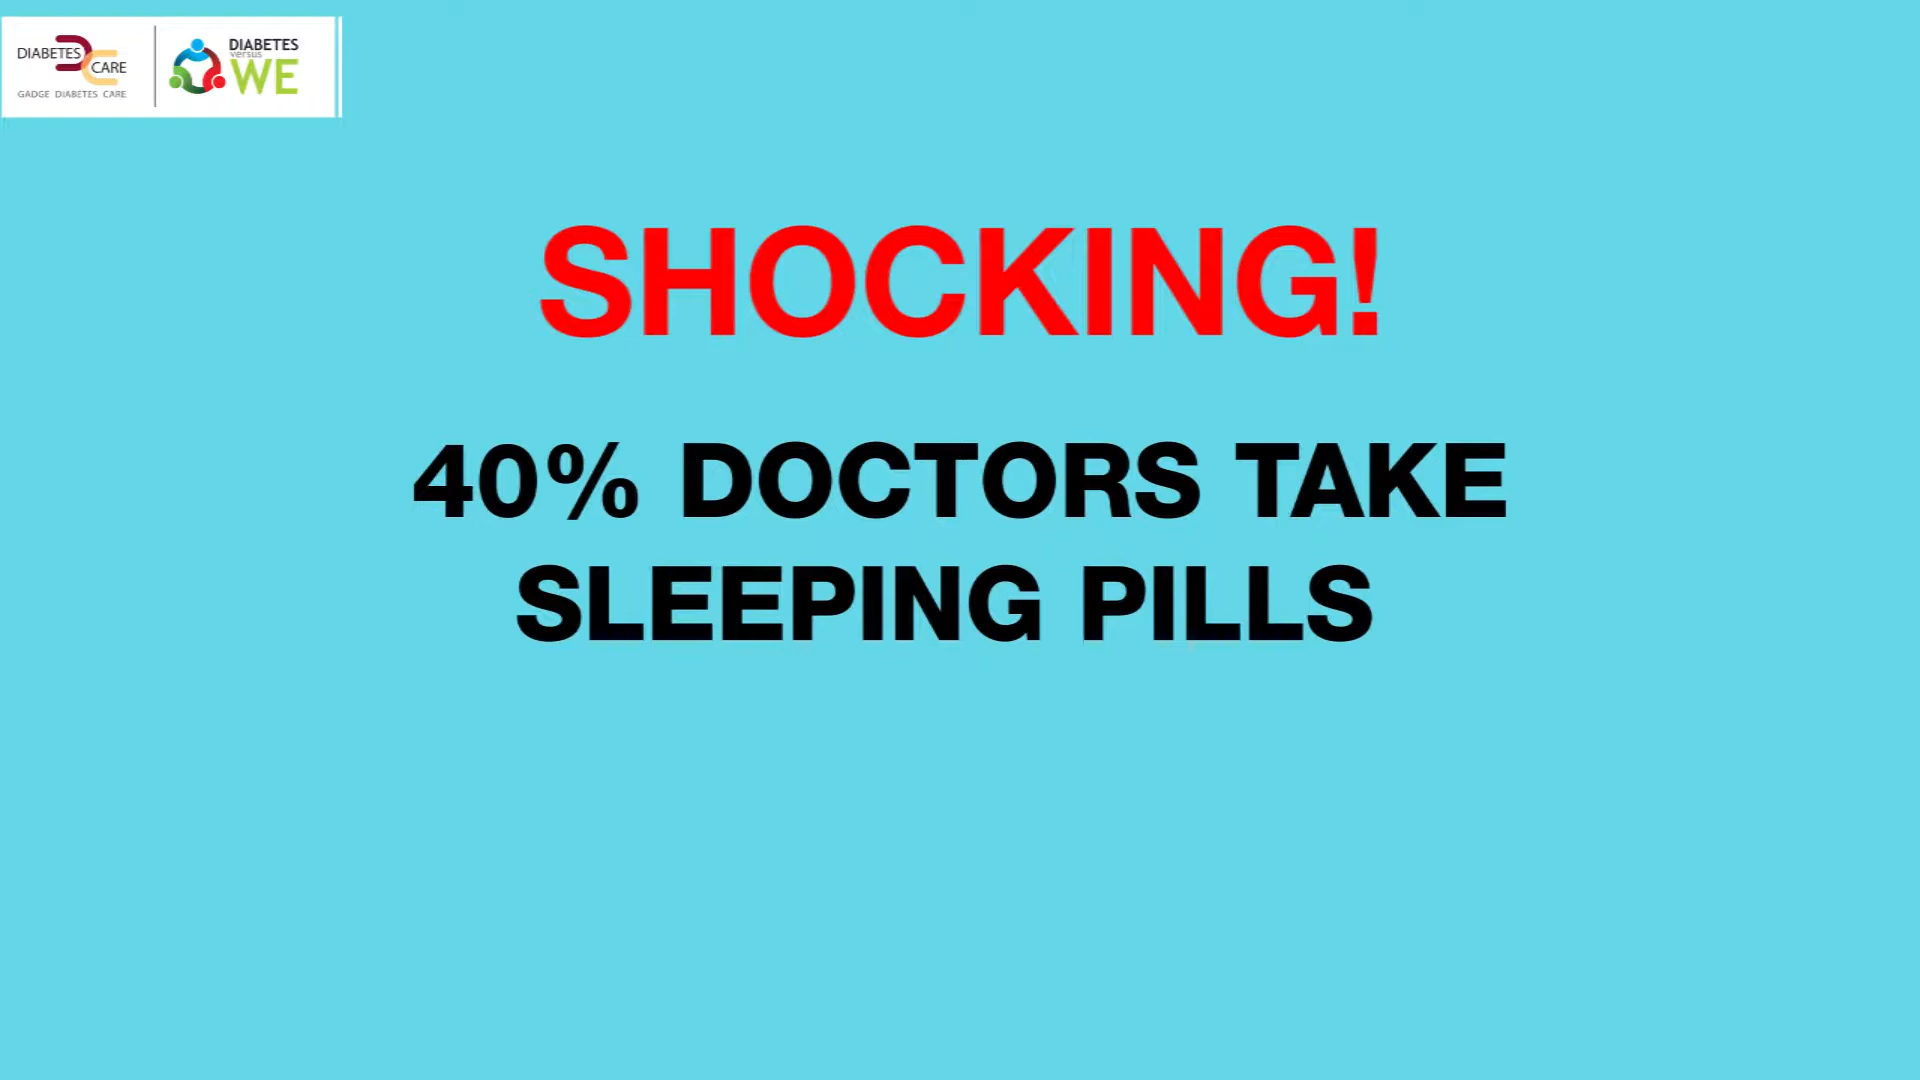 DIABETES
CARE
GADGE DIABETES CARE
DIABETES
versus
WE
SHOCKING!
40% DOCTORS TAKE
SLEEPING PILLS